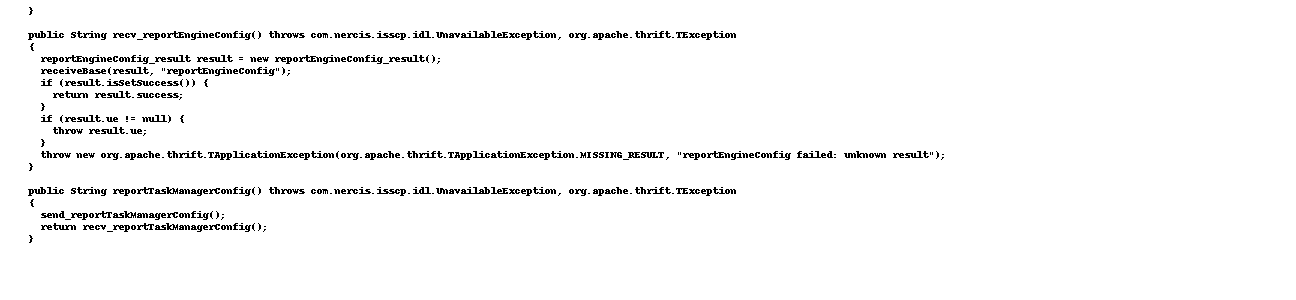 }
public String recv_reportEngineConfig() throws com.nercis.isscp.idl.UnavailableException, org.apache.thrift.TException
{
reportEngineConfig_result result = new reportEngineConfig_result();
receiveBase(result, "reportEngineConfig");
if (result.isSetSuccess()) {
return result.success;
}
if (result.ue != null) {
throw result.ue;
}
throw new org.apache.thrift.TApplicationException(org.apache.thrift.TApplicationException.MISSING_RESULT, "reportEngineConfig failed: unknown result");
}
public String reportTaskManagerConfig() throws com.nercis.isscp.idl.UnavailableException, org.apache.thrift.TException
{
send_reportTaskManagerConfig();
return recv_reportTaskManagerConfig();
}